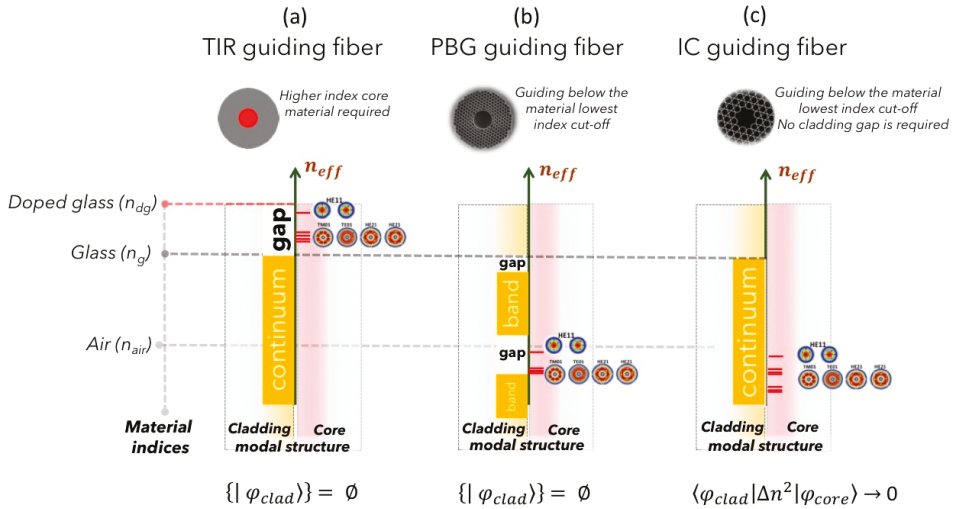 (a)
TIR guiding fiber
Higher index core
material required
(b)
PBG guiding fiber
Guiding below the
material lowest
index cut-off
(c)
IC guiding fiber
Guiding below the material
lowest index cut-off
No cladding gap is required
Doped glass (n_dg)
Glass (n_g)
Air (n_air)
Material
indices
n_eff
gap
continuum
HE11
TM01 TE01 HE21 HE21
Cladding Core
modal structure
{| φ_clad⟩} = ∅
n_eff
gap
band
gap
band
HE11
TM01 TE01 HE21 HE21
Cladding Core
modal structure
{| φ_clad⟩} = ∅
n_eff
continuum
HE11
TM01 TE01 HE21 HE21
Cladding Core
modal structure
⟨φ_clad|Δn²|φ_core⟩ → 0